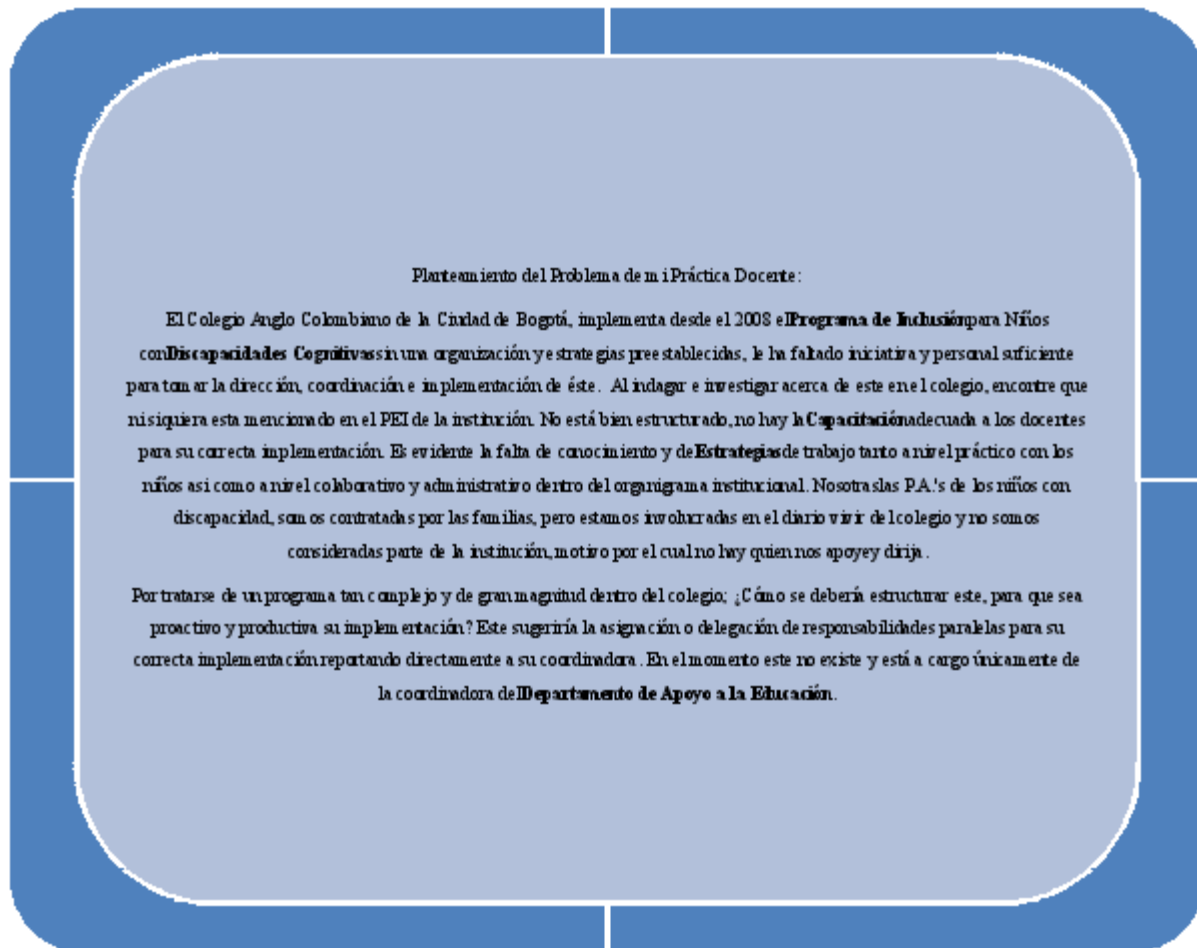 Planteamiento del Problema de mi Práctica Docente:
El Colegio Anglo Colombiano de la Ciudad de Bogotá, implementa desde el 2008 el Programa de Inclusión para Niños
con Discapacidades Cognitivas sin una organización y estrategias preestablecidas, le ha faltado iniciativa y personal suficiente
para tomar la dirección, coordinación e implementación de éste. Al indagar e investigar acerca de este en el colegio, encontre que
ni siquiera esta mencionado en el PEI de la institución. No está bien estructurado, no hay la Capacitación adecuada a los docentes
para su correcta implementación. Es evidente la falta de conocimiento y de Estrategias de trabajo tanto a nivel práctico con los
niños asi como a nivel colaborativo y administrativo dentro del organigrama institucional. Nosotras las P.A.'s de los niños con
discapacidad, somos contratadas por las familias, pero estamos involucradas en el diario vivir del colegio y no somos
consideradas parte de la institución, motivo por el cual no hay quien nos apoye y dirija.
Por tratarse de un programa tan complejo y de gran magnitud dentro del colegio; ¿Cómo se debería estructurar este, para que sea
proactivo y productiva su implementación? Este sugeriría la asignación o delegación de responsabilidades paralelas para su
correcta implementación reportando directamente a su coordinadora. En el momento este no existe y está a cargo únicamente de
la coordinadora del Departamento de Apoyo a la Educación.